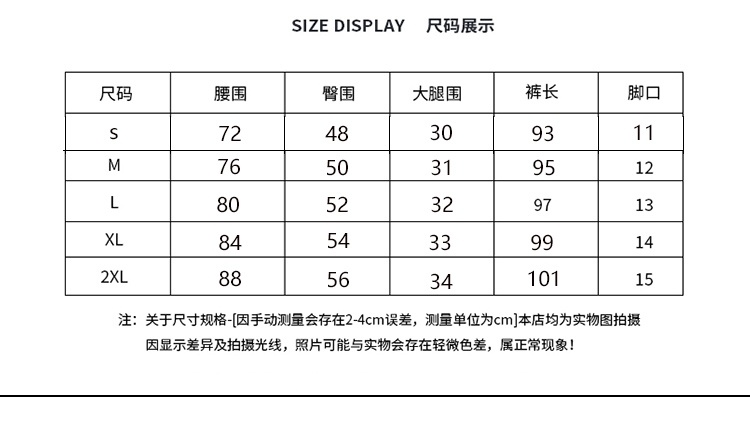 SIZE DISPLAY 尺码展示
尺码 腰围 臀围 大腿围 裤长 脚口
S 72 48 30 93 11
M 76 50 31 95 12
L 80 52 32 97 13
XL 84 54 33 99 14
2XL 88 56 34 101 15
注：关于尺寸规格-[因手动测量会存在2-4cm误差，测量单位为cm]本店均为实物图拍摄
因显示差异及拍摄光线，照片可能与实物会存在轻微色差，属正常现象！